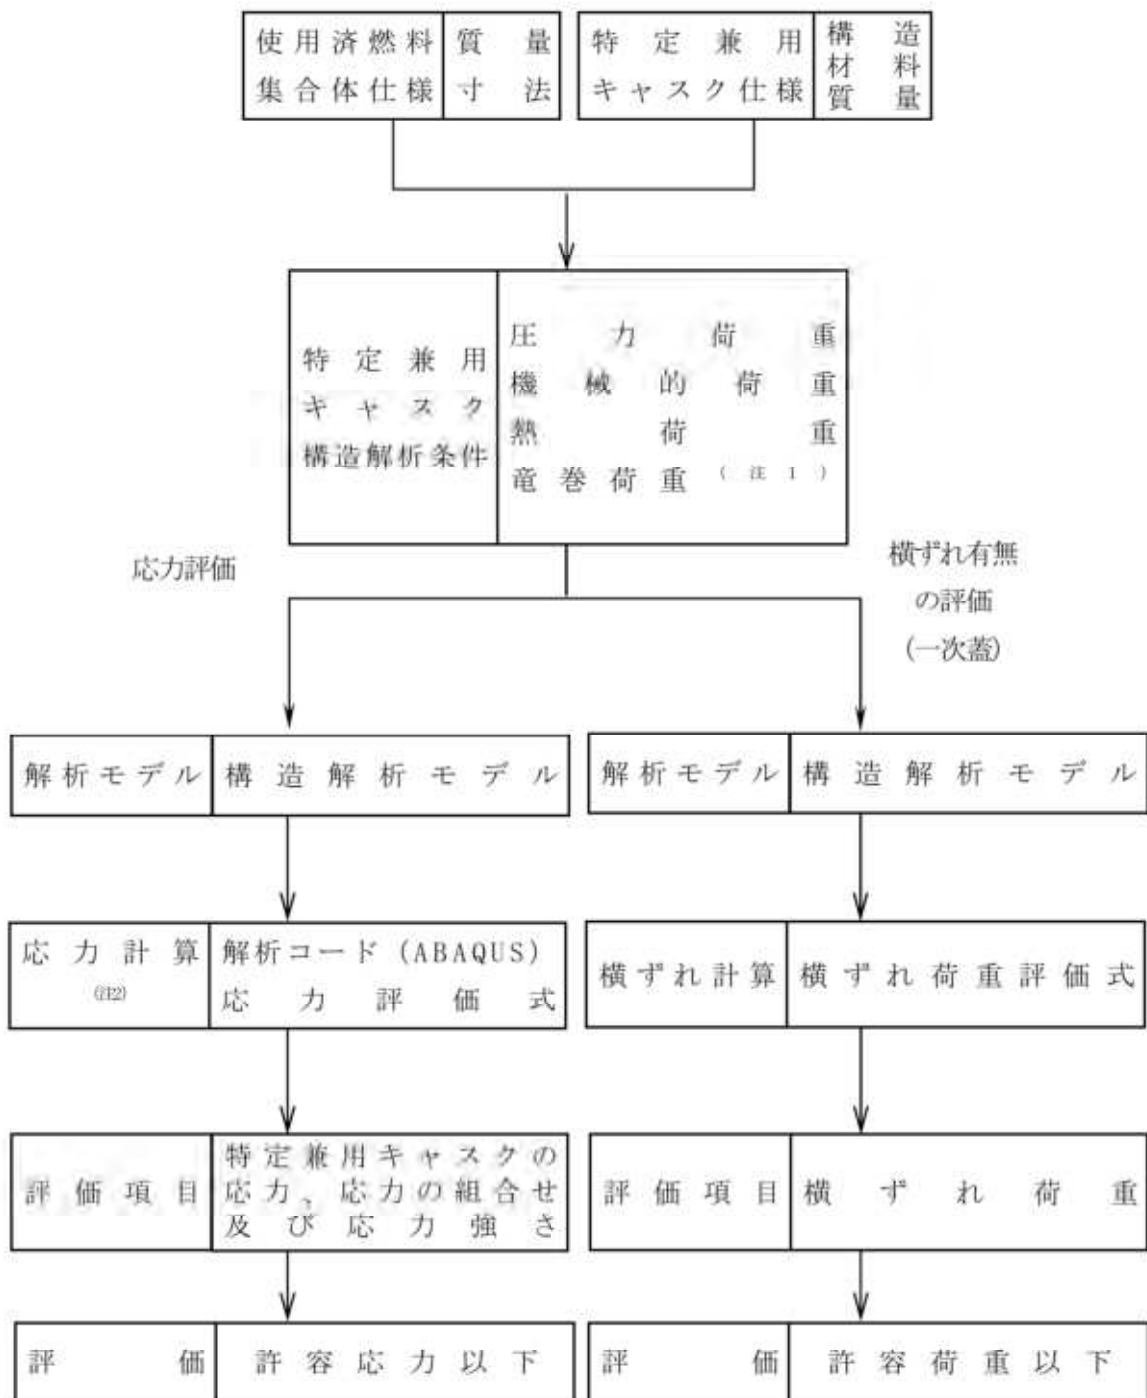 使用済燃料 質量
集合体仕様 寸法
特定兼用
キャスク仕様
構造
材料
質量
特定兼用
キャスク
構造解析条件
圧力荷重
機械的荷重
熱荷重
竜巻荷重(注1)
応力評価
横ずれ有無
の評価
(一次蓋)
解析モデル 構造解析モデル
解析モデル 構造解析モデル
応力計算
(注2)
解析コード(ABAQUS)
応力評価式
横ずれ計算 横ずれ荷重評価式
評価項目
特定兼用キャスクの
応力、応力の組合せ
及び応力強さ
評価項目 横ずれ荷重
評価 許容応力以下
評価 許容荷重以下